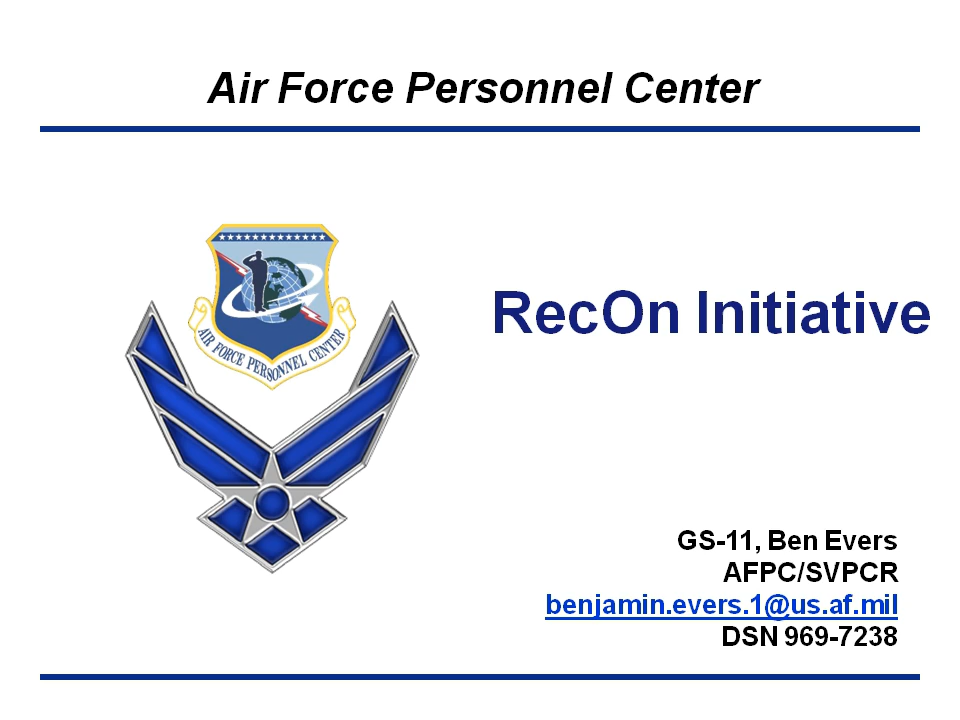 Air Force Personnel Center
AIR FORCE PERSONNEL CENTER
RecOn Initiative
GS-11, Ben Evers
AFPC/SVPCR
benjamin.evers.1@us.af.mil
DSN 969-7238